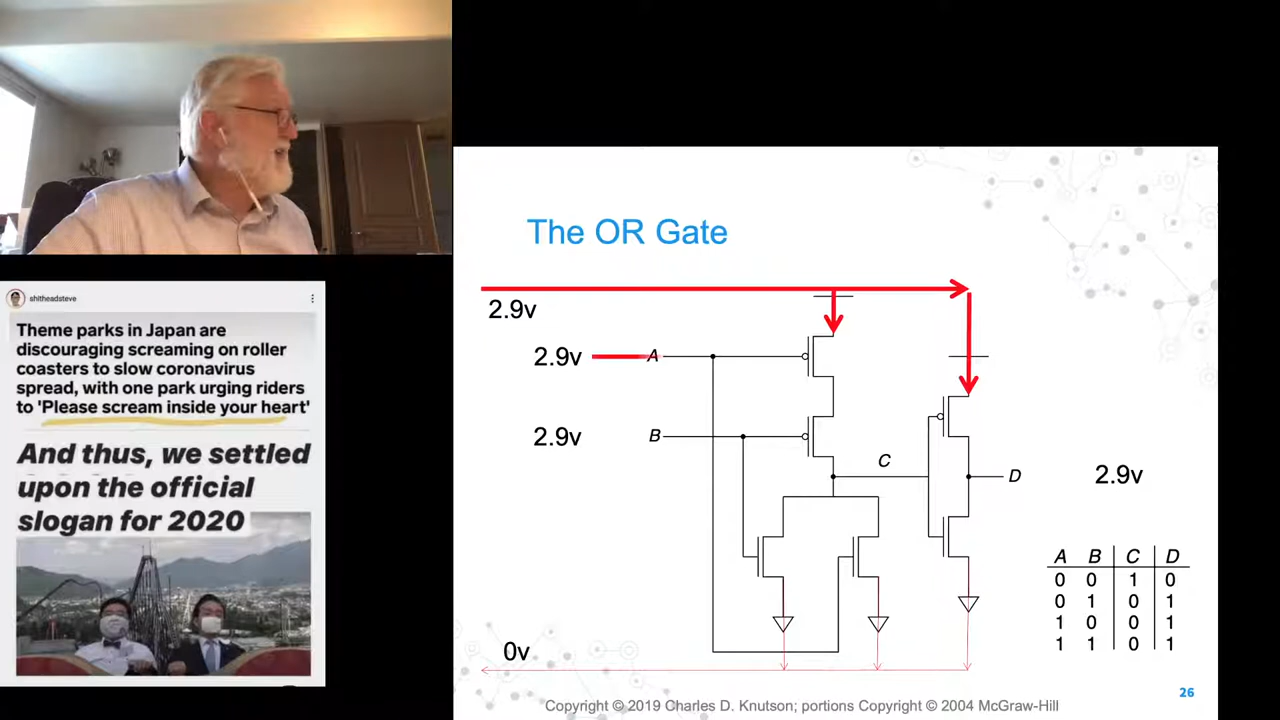 shitheadsteve
Theme parks in Japan are
discouraging screaming on roller
coasters to slow coronavirus
spread, with one park urging riders
to 'Please scream inside your heart'
And thus, we settled
upon the official
slogan for 2020
The OR Gate
2.9v
2.9v
A
2.9v
B
C
D
2.9v
0v
A B C D
0 0 1 0
0 1 0 1
1 0 0 1
1 1 0 1
26
Copyright © 2019 Charles D. Knutson; portions Copyright © 2004 McGraw-Hill